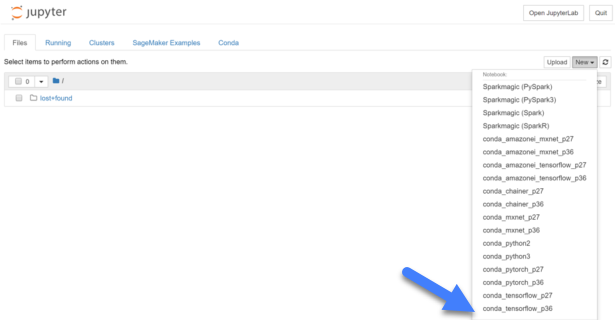 jupyter
Open JupyterLab
Quit
Files
Running
Clusters
SageMaker Examples
Conda
Select items to perform actions on them.
Upload
New
0
/
lost+found
Notebook
Sparkmagic (PySpark)
Sparkmagic (PySpark3)
Sparkmagic (Spark)
Sparkmagic (SparkR)
conda_amazonei_mxnet_p27
conda_amazonei_mxnet_p36
conda_amazonei_tensorflow_p27
conda_amazonei_tensorflow_p36
conda_chainer_p27
conda_chainer_p36
conda_mxnet_p27
conda_mxnet_p36
conda_python2
conda_python3
conda_pytorch_p27
conda_pytorch_p36
conda_tensorflow_p27
conda_tensorflow_p36